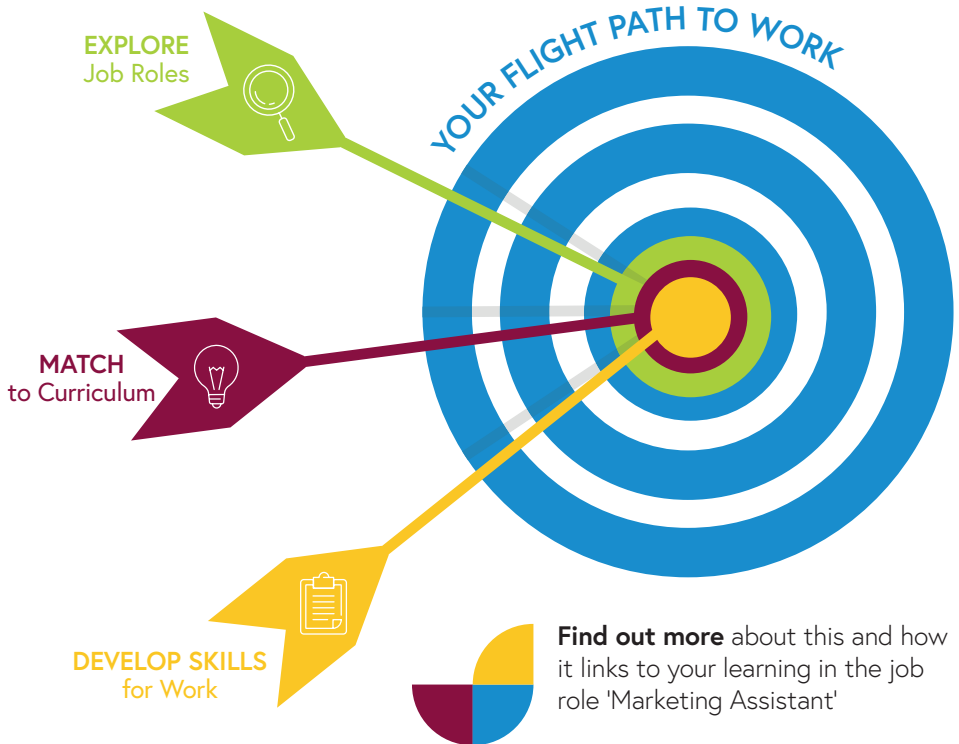 YOUR FLIGHT PATH TO WORK
EXPLORE
Job Roles
MATCH
to Curriculum
DEVELOP SKILLS
for Work
Find out more about this and how
it links to your learning in the job
role 'Marketing Assistant'